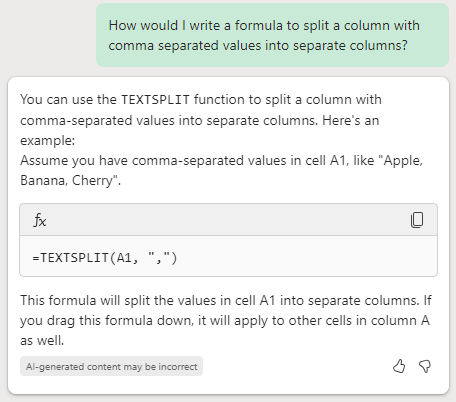 How would I write a formula to split a column with
comma separated values into separate columns?
You can use the TEXTSPLIT function to split a column with
comma-separated values into separate columns. Here's an
example:
Assume you have comma-separated values in cell A1, like "Apple,
Banana, Cherry".
fx
=TEXTSPLIT(A1, ",")
This formula will split the values in cell A1 into separate columns. If
you drag this formula down, it will apply to other cells in column A
as well.
AI-generated content may be incorrect